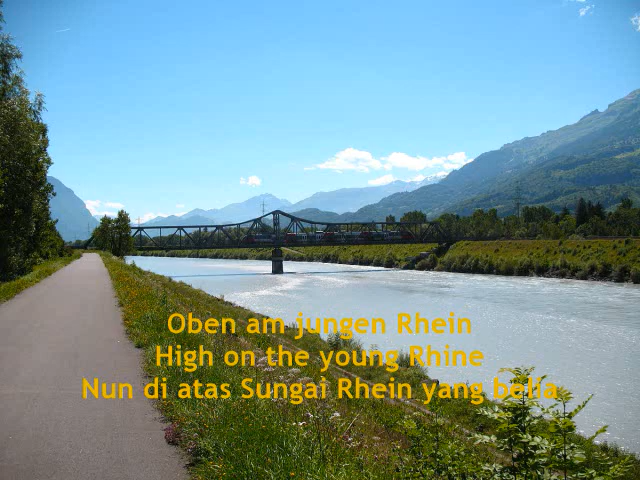 Oben am jungen Rhein
High on the young Rhine
Nun di atas Sungai Rhein yang belia